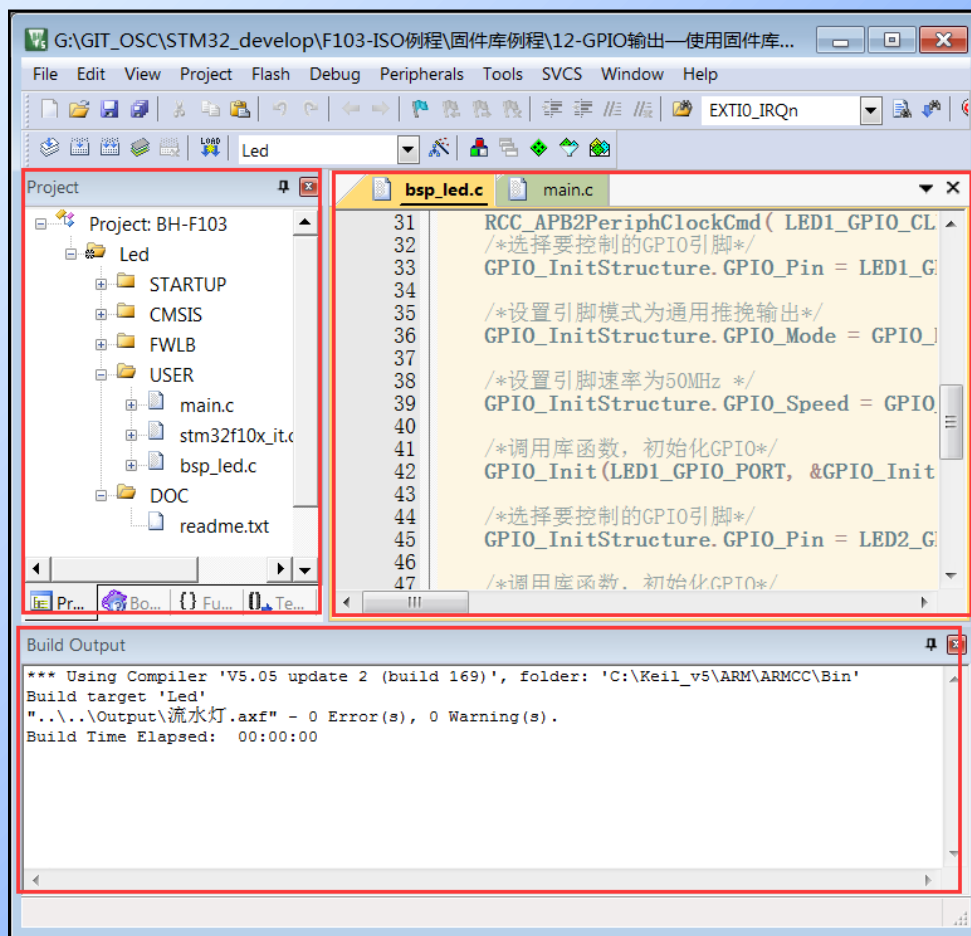 G:\GIT_OSC\STM32_develop\F103-ISO例程\固件库例程\12-GPIO输出—使用固件库...
File Edit View Project Flash Debug Peripherals Tools SVCS Window Help
EXTI0_IRQn
LOAD
Led
Project
Project: BH-F103
Led
STARTUP
CMSIS
FWLB
USER
main.c
stm32f10x_it.c
bsp_led.c
DOC
readme.txt
Pr... Bo... {} Fu... Te...
bsp_led.c main.c
31 RCC_APB2PeriphClockCmd( LED1_GPIO_CL
32 /*选择要控制的GPIO引脚*/
33 GPIO_InitStructure.GPIO_Pin = LED1_G
34
35 /*设置引脚模式为通用推挽输出*/
36 GPIO_InitStructure.GPIO_Mode = GPIO_
37
38 /*设置引脚速率为50MHz */
39 GPIO_InitStructure.GPIO_Speed = GPIO_
40
41 /*调用库函数，初始化GPIO*/
42 GPIO_Init(LED1_GPIO_PORT, &GPIO_Init
43
44 /*选择要控制的GPIO引脚*/
45 GPIO_InitStructure.GPIO_Pin = LED2_G
46
47 /*调用库函数，初始化GPIO*/
Build Output
*** Using Compiler 'V5.05 update 2 (build 169)', folder: 'C:\Keil_v5\ARM\ARMCC\Bin'
Build target 'Led'
"..\..\Output\流水灯.axf" - 0 Error(s), 0 Warning(s).
Build Time Elapsed:  00:00:00